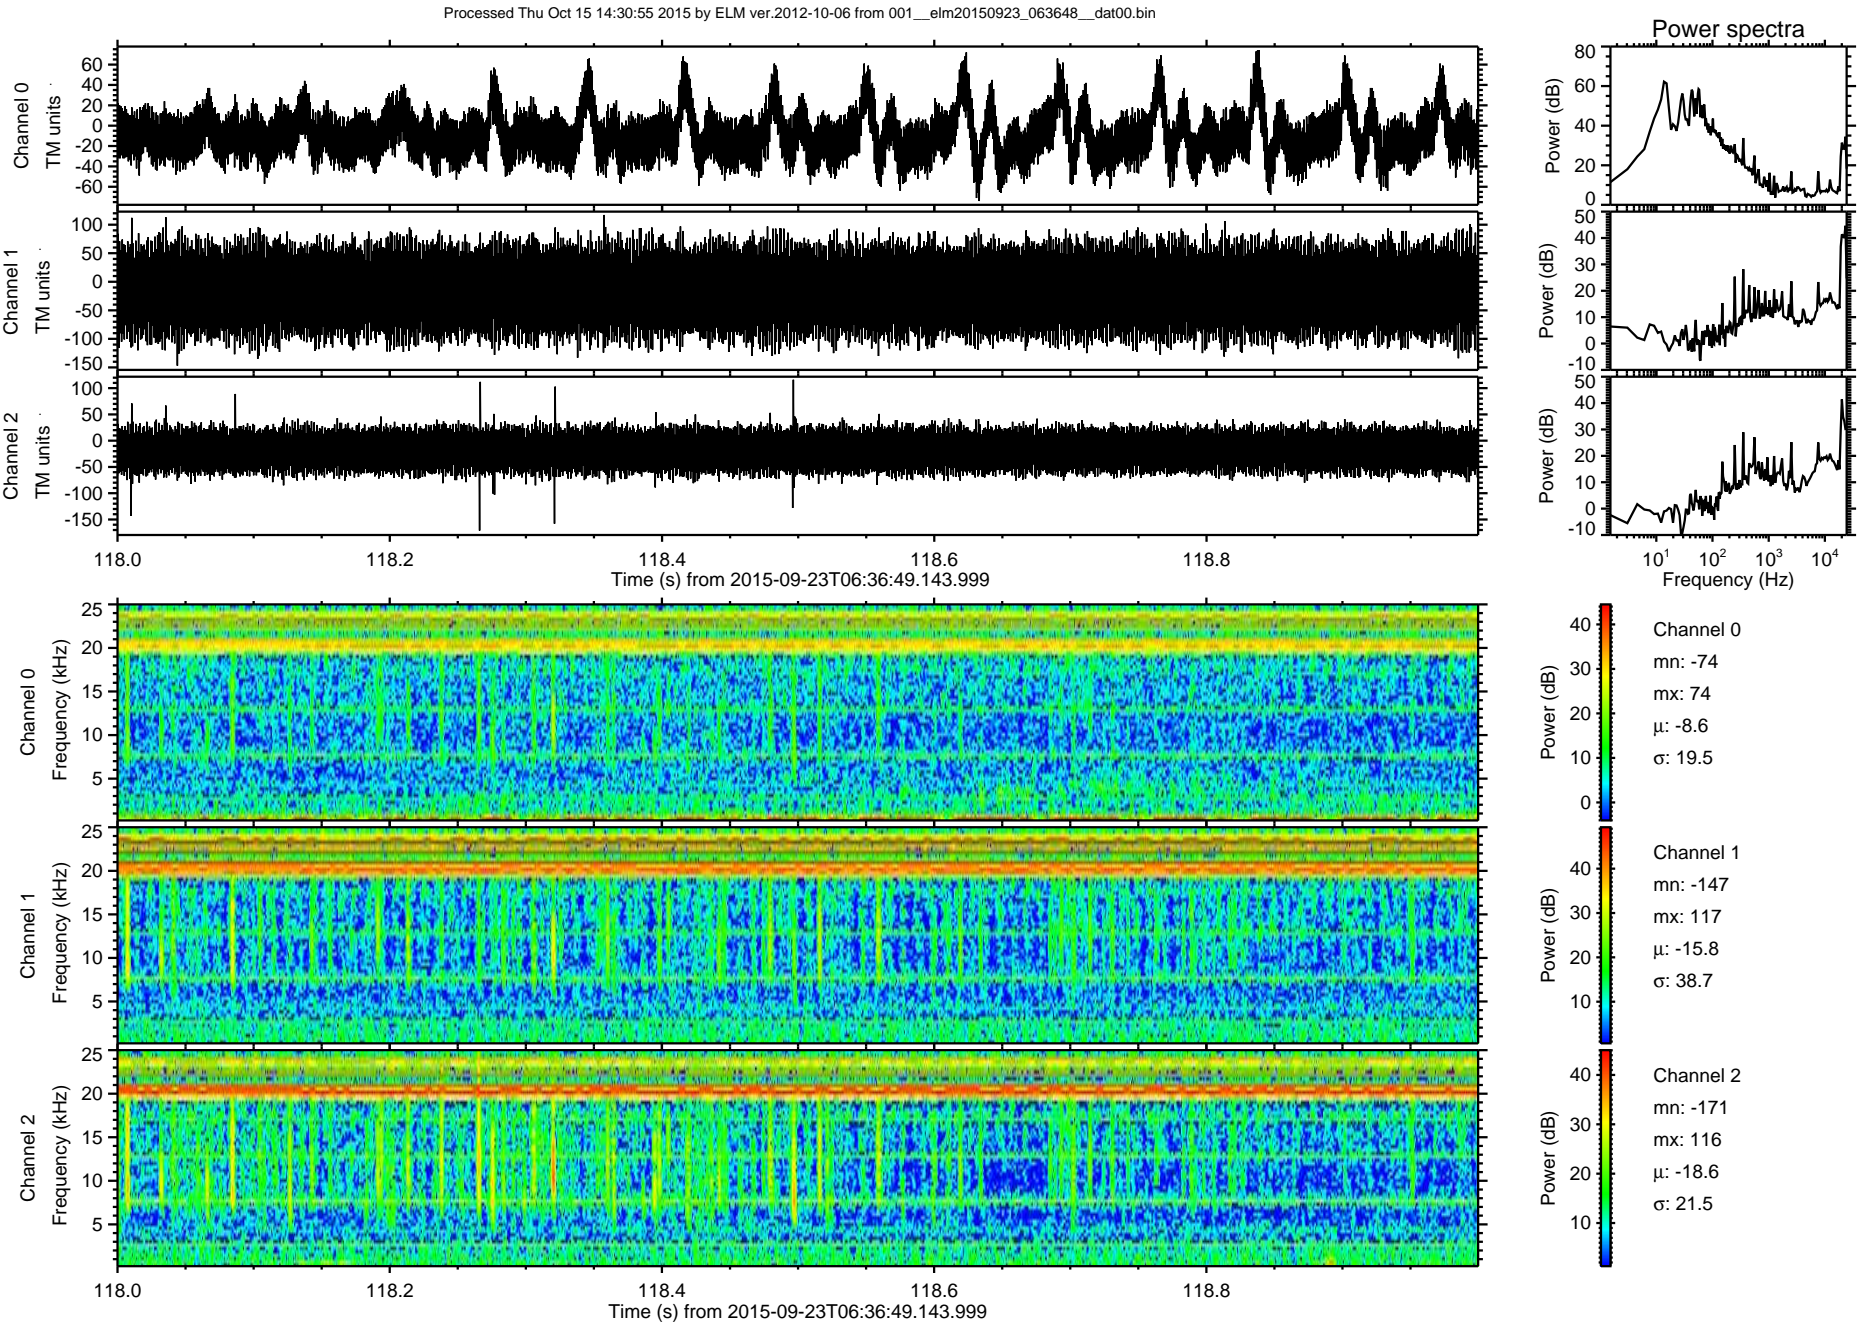 Processed Thu Oct 15 14:30:55 2015 by ELM ver.2012-10-06 from 001__elm20150923_063648__dat00.bin
Power spectra
Channel 0
TM units
60
40
20
0
-20
-40
-60
Power (dB)
80
60
40
20
0
Channel 1
TM units
100
50
0
-50
-100
-150
Power (dB)
50
40
30
20
10
0
-10
Channel 2
TM units
100
50
0
-50
-100
-150
Power (dB)
50
40
30
20
10
0
-10
118.0 118.2 118.4 118.6 118.8
Time (s) from 2015-09-23T06:36:49.143.999
10¹ 10² 10³ 10⁴
Frequency (Hz)
Channel 0
Frequency (kHz)
25
20
15
10
5
Power (dB)
40
30
20
10
0
Channel 0
mn: -74
mx: 74
μ: -8.6
σ: 19.5
Channel 1
Frequency (kHz)
25
20
15
10
5
Power (dB)
40
30
20
10
Channel 1
mn: -147
mx: 117
μ: -15.8
σ: 38.7
Channel 2
Frequency (kHz)
25
20
15
10
5
Power (dB)
40
30
20
10
Channel 2
mn: -171
mx: 116
μ: -18.6
σ: 21.5
118.0 118.2 118.4 118.6 118.8
Time (s) from 2015-09-23T06:36:49.143.999